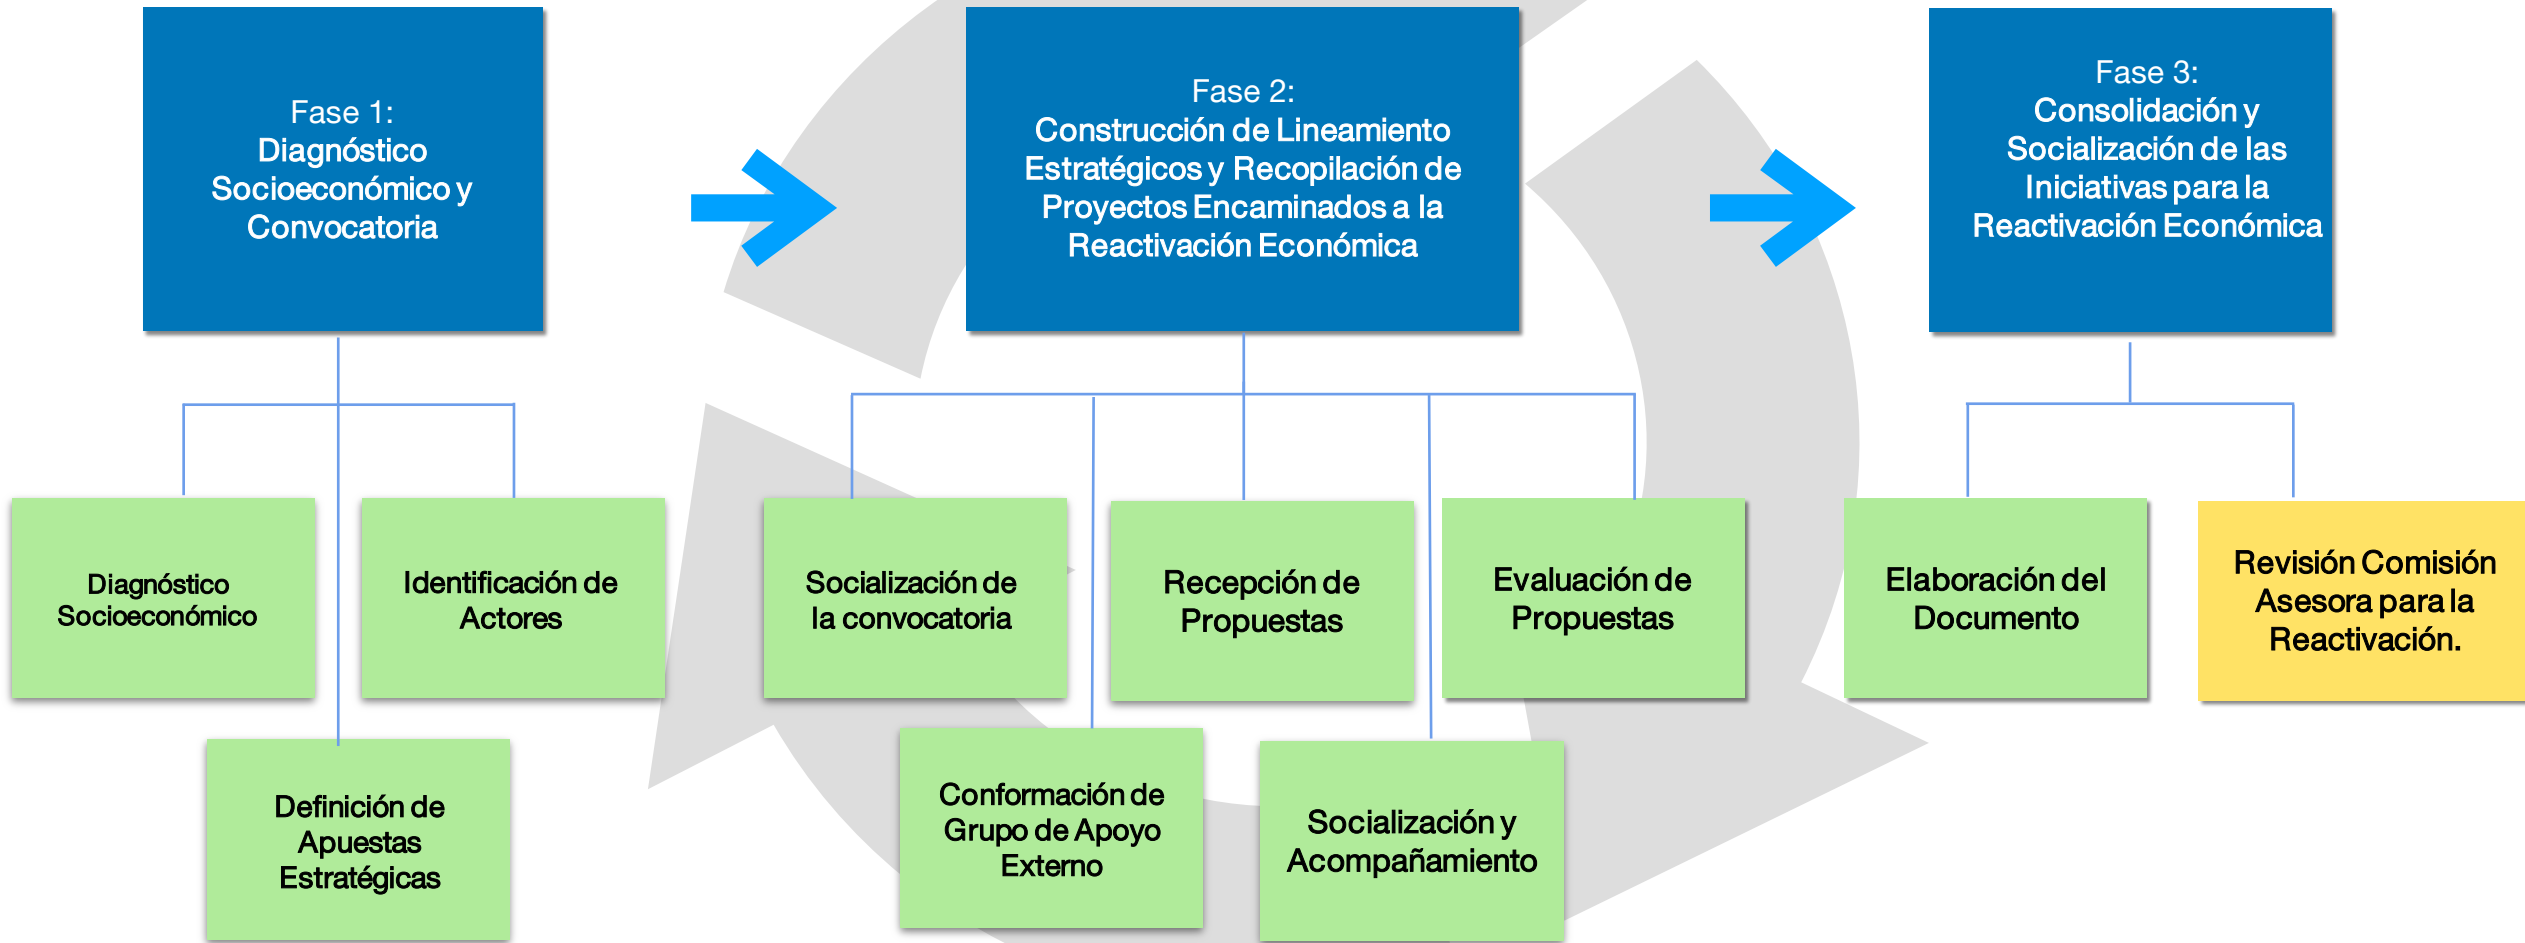 Fase 1:
Diagnóstico
Socioeconómico y
Convocatoria
Fase 2:
Construcción de Lineamiento
Estratégicos y Recopilación de
Proyectos Encaminados a la
Reactivación Económica
Fase 3:
Consolidación y
Socialización de las
Iniciativas para la
Reactivación Económica
Diagnóstico
Socioeconómico
Identificación de
Actores
Definición de
Apuestas
Estratégicas
Socialización de
la convocatoria
Recepción de
Propuestas
Evaluación de
Propuestas
Conformación de
Grupo de Apoyo
Externo
Socialización y
Acompañamiento
Elaboración del
Documento
Revisión Comisión
Asesora para la
Reactivación.